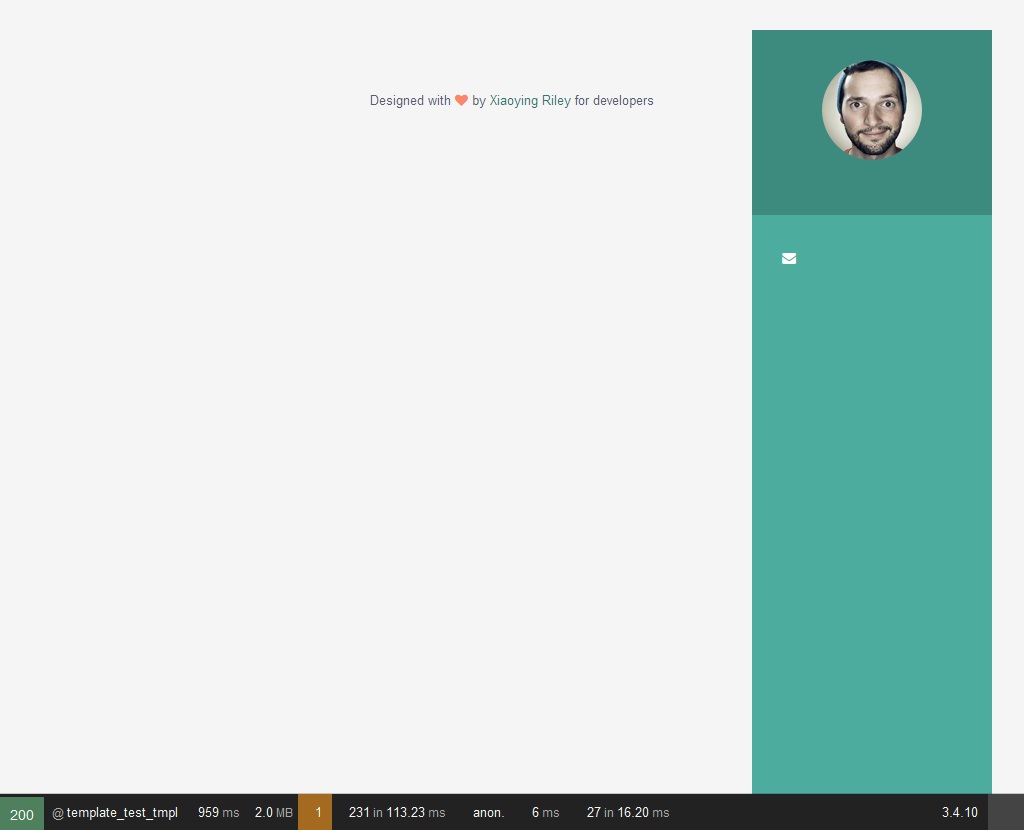 Designed with by Xiaoying Riley for developers
200 @ template_test_tmpl 959 ms 2.0 MB 1 231 in 113.23 ms anon. 6 ms 27 in 16.20 ms 3.4.10